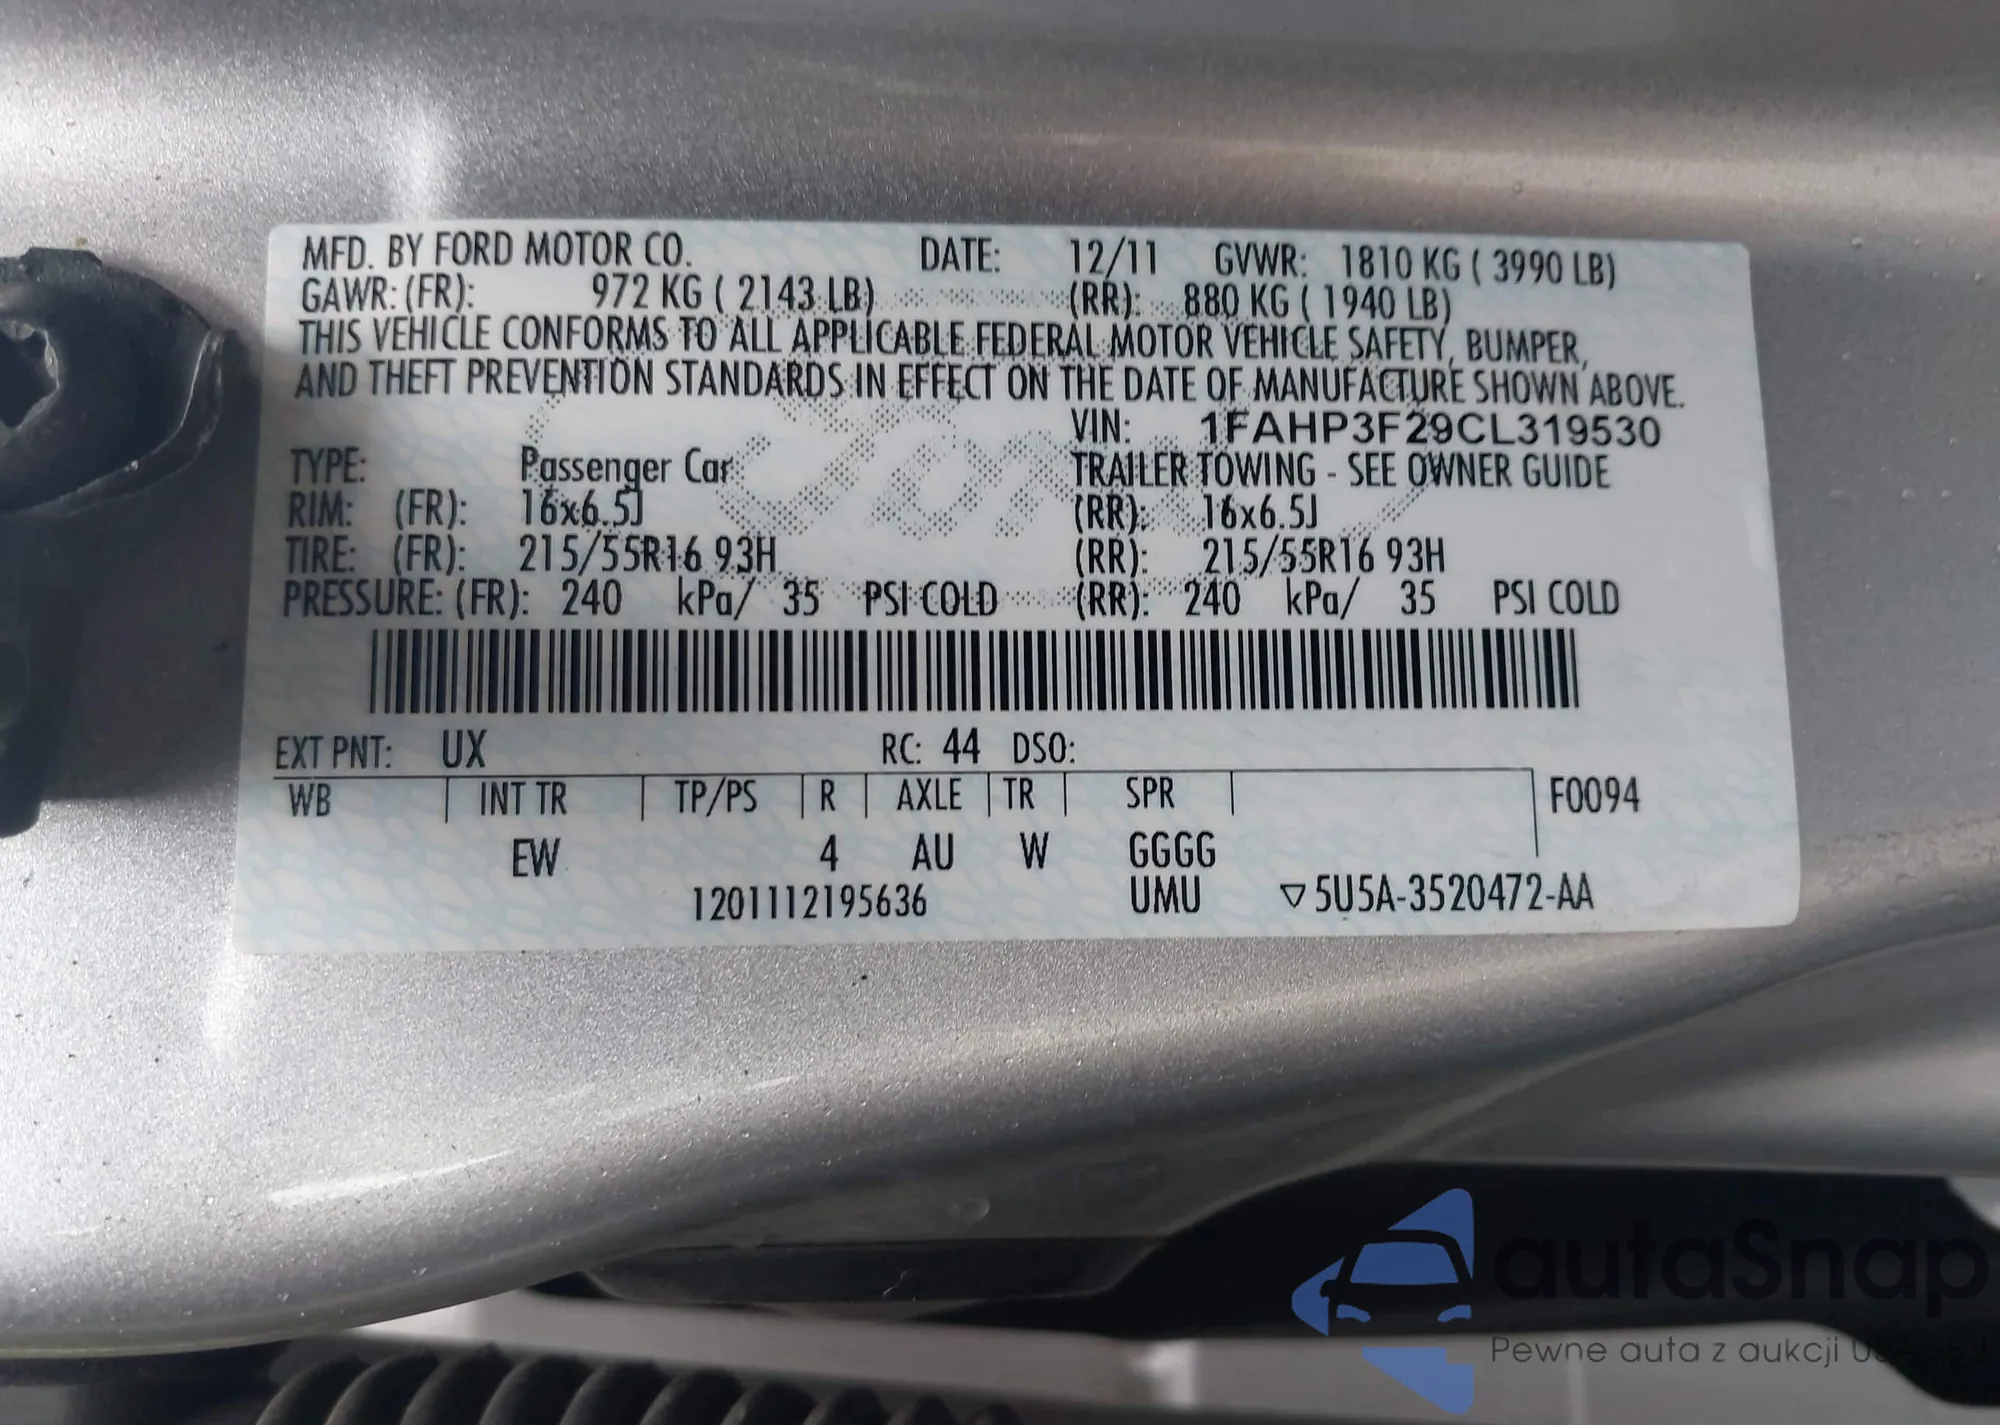 MFD. BY FORD MOTOR CO. DATE: 12/11 GVWR: 1810 KG ( 3990 LB)
GAWR: (FR): 972 KG ( 2143 LB) (RR): 880 KG ( 1940 LB)
THIS VEHICLE CONFORMS TO ALL APPLICABLE FEDERAL MOTOR VEHICLE SAFETY, BUMPER,
AND THEFT PREVENTION STANDARDS IN EFFECT ON THE DATE OF MANUFACTURE SHOWN ABOVE.
VIN: 1FAHP3F29CL319530
TYPE: Passenger Car TRAILER TOWING - SEE OWNER GUIDE
RIM: (FR): 16x6.5J (RR): 16x6.5J
TIRE: (FR): 215/55R16 93H (RR): 215/55R16 93H
PRESSURE: (FR): 240 kPa/ 35 PSI COLD (RR): 240 kPa/ 35 PSI COLD
EXT PNT: UX RC: 44 DSO:
WB INT TR TP/PS R AXLE TR SPR F0094
EW 4 AU W GGGG
1201112195636 UMU ▽5U5A-3520472-AA
autaSnap
Pewne auta z aukcji